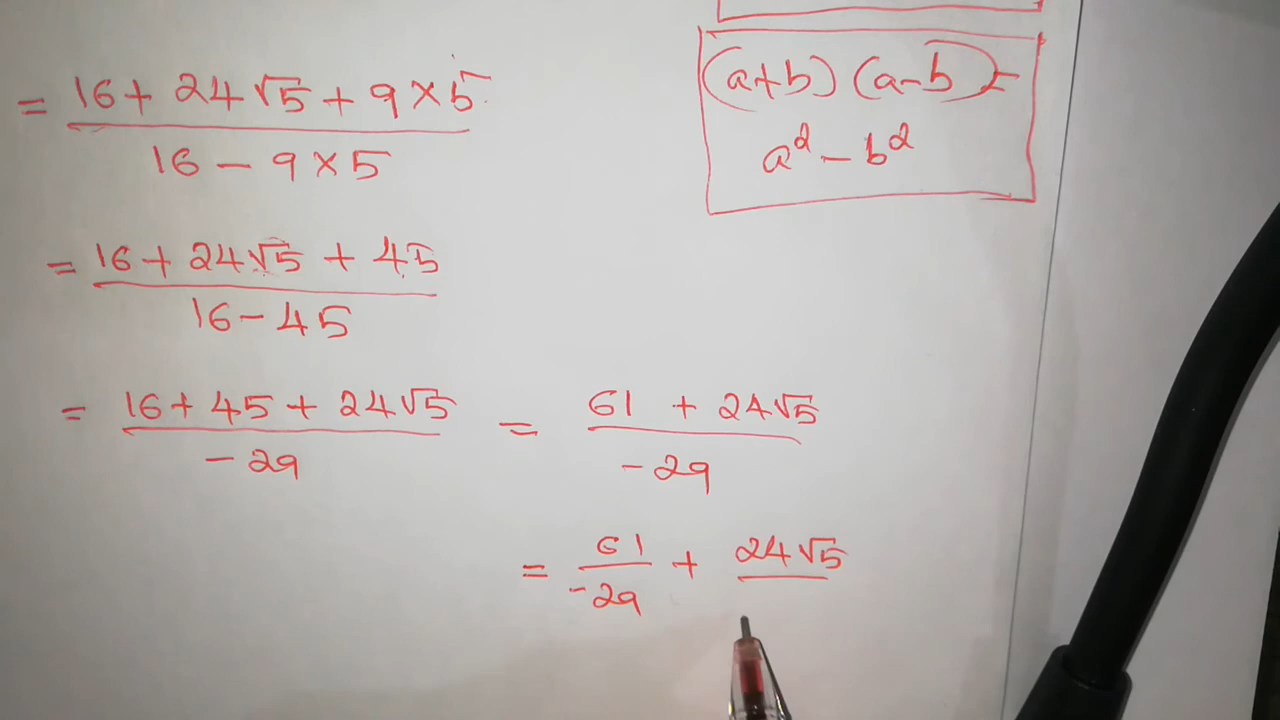 = 16 + 24√5 + 9 × 5
16 − 9 × 5
(a+b) (a−b) =
a² − b²
= 16 + 24√5 + 45
16 − 45
= 16 + 45 + 24√5 = 61 + 24√5
−29 −29
= 61 + 24√5
−29